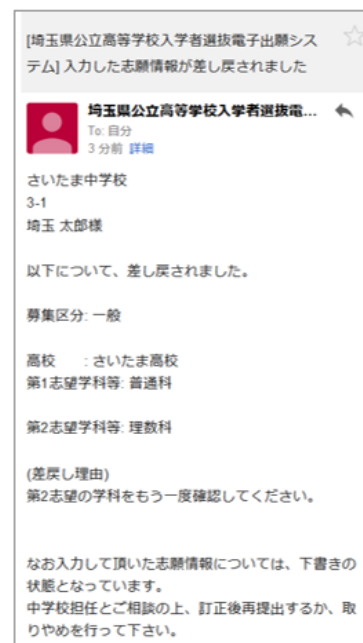 [埼玉県公立高等学校入学者選抜電子出願シス
テム] 入力した志願情報が差し戻されました
埼玉県公立高等学校入学者選抜電...
To: 自分
3 分前 詳細
さいたま中学校
3-1
埼玉 太郎様
以下について、差し戻されました。
募集区分: 一般
高校　　: さいたま高校
第1志望学科等: 普通科
第2志望学科等: 理数科
(差戻し理由)
第2志望の学科をもう一度確認してください。
なお入力して頂いた志願情報については、下書きの
状態となっています。
中学校担任とご相談の上、訂正後再提出するか、取
りやめを行って下さい。